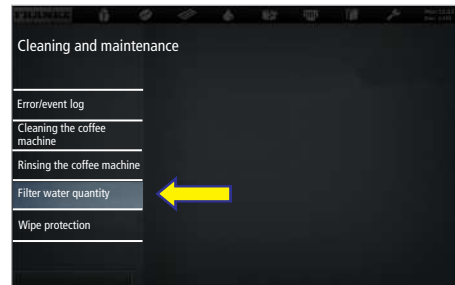 FRANKE
Cleaning and maintenance
Error/event log
Cleaning the coffee
machine
Rinsing the coffee machine
Filter water quantity
Wipe protection